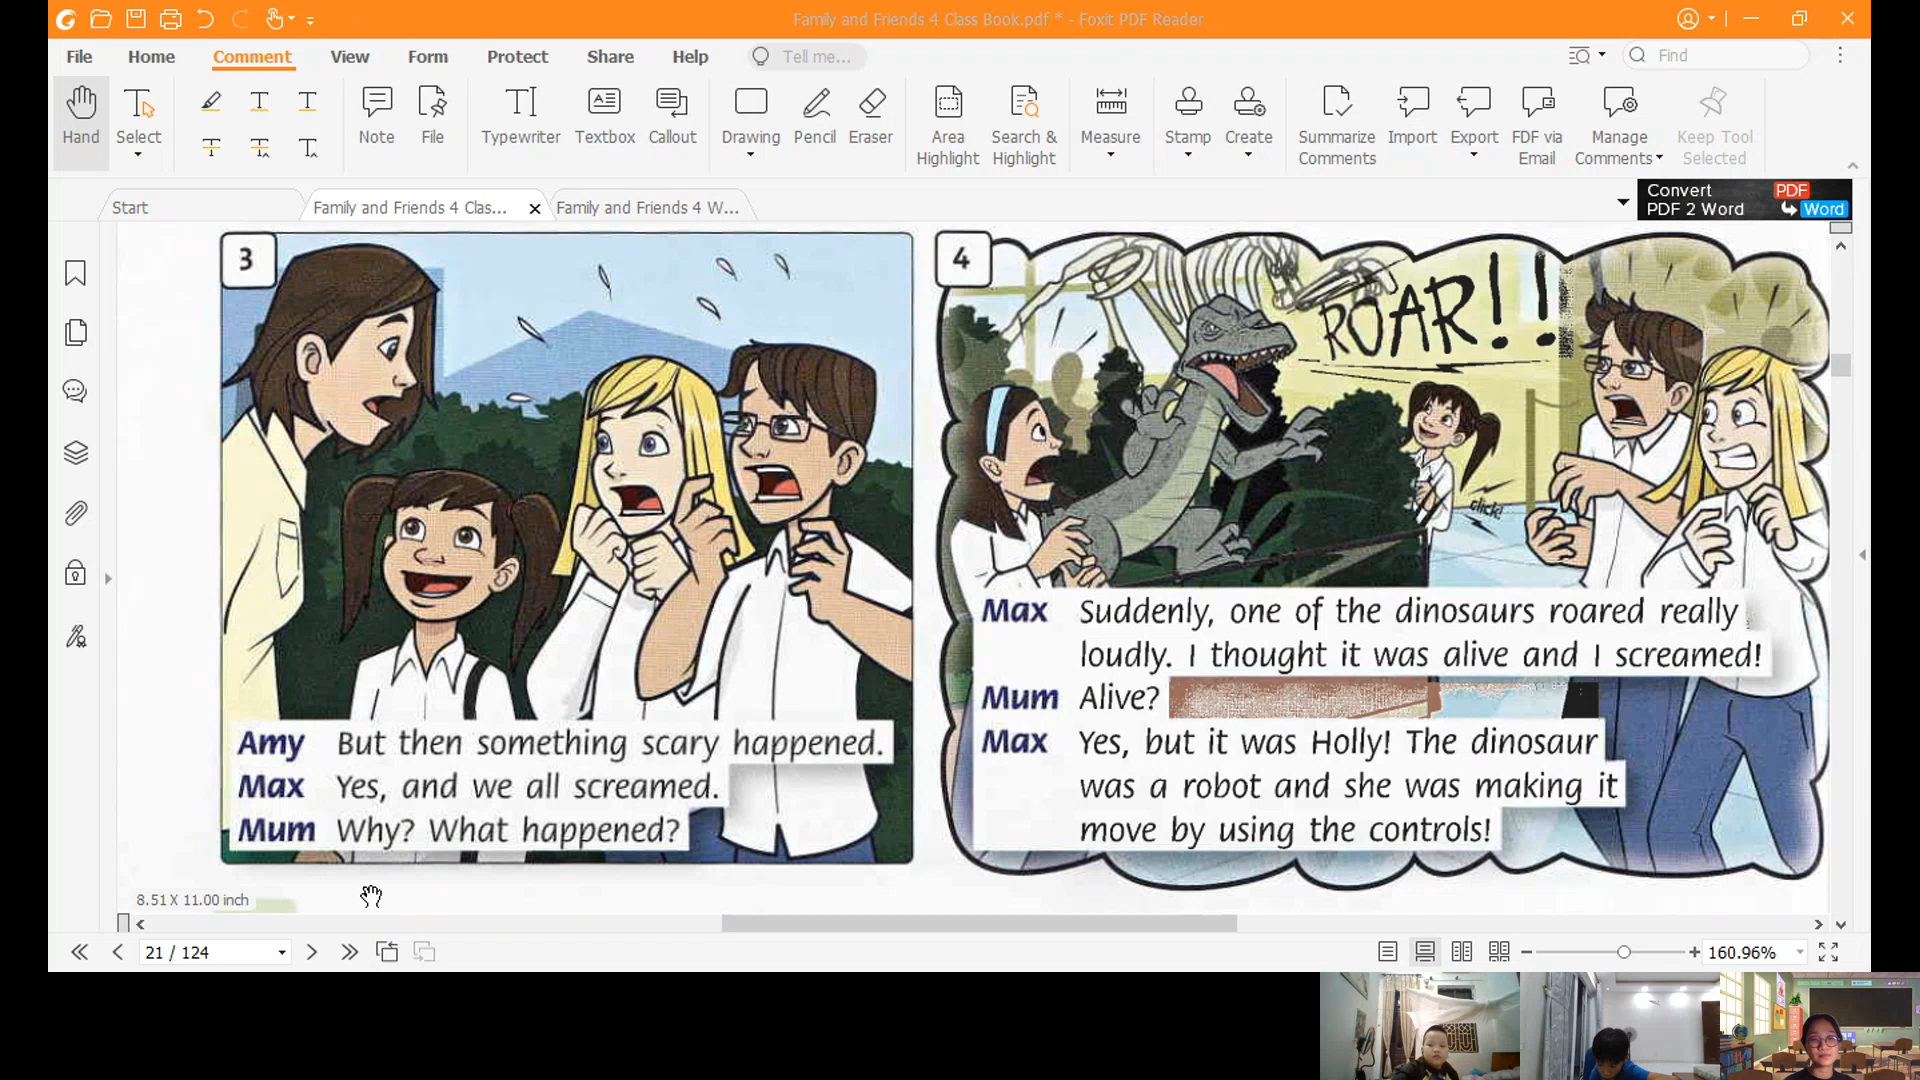 Family and Friends 4 Class Book.pdf * - Foxit PDF Reader
File Home Comment View Form Protect Share Help Tell me... Find
Hand Select Note File Typewriter Textbox Callout Drawing Pencil Eraser Area Highlight Search & Highlight Measure Stamp Create Summarize Comments Import Export FDF via Email Manage Comments Keep Tool Selected
Start Family and Friends 4 Clas... Family and Friends 4 W...
Convert PDF
PDF 2 Word Word
3
Amy But then something scary happened.
Max Yes, and we all screamed.
Mum Why? What happened?
4
ROAR!!
click!
Max Suddenly, one of the dinosaurs roared really
loudly. I thought it was alive and I screamed!
Mum Alive?
Max Yes, but it was Holly! The dinosaur
was a robot and she was making it
move by using the controls!
8.51 X 11.00 inch
21 / 124 160.96%